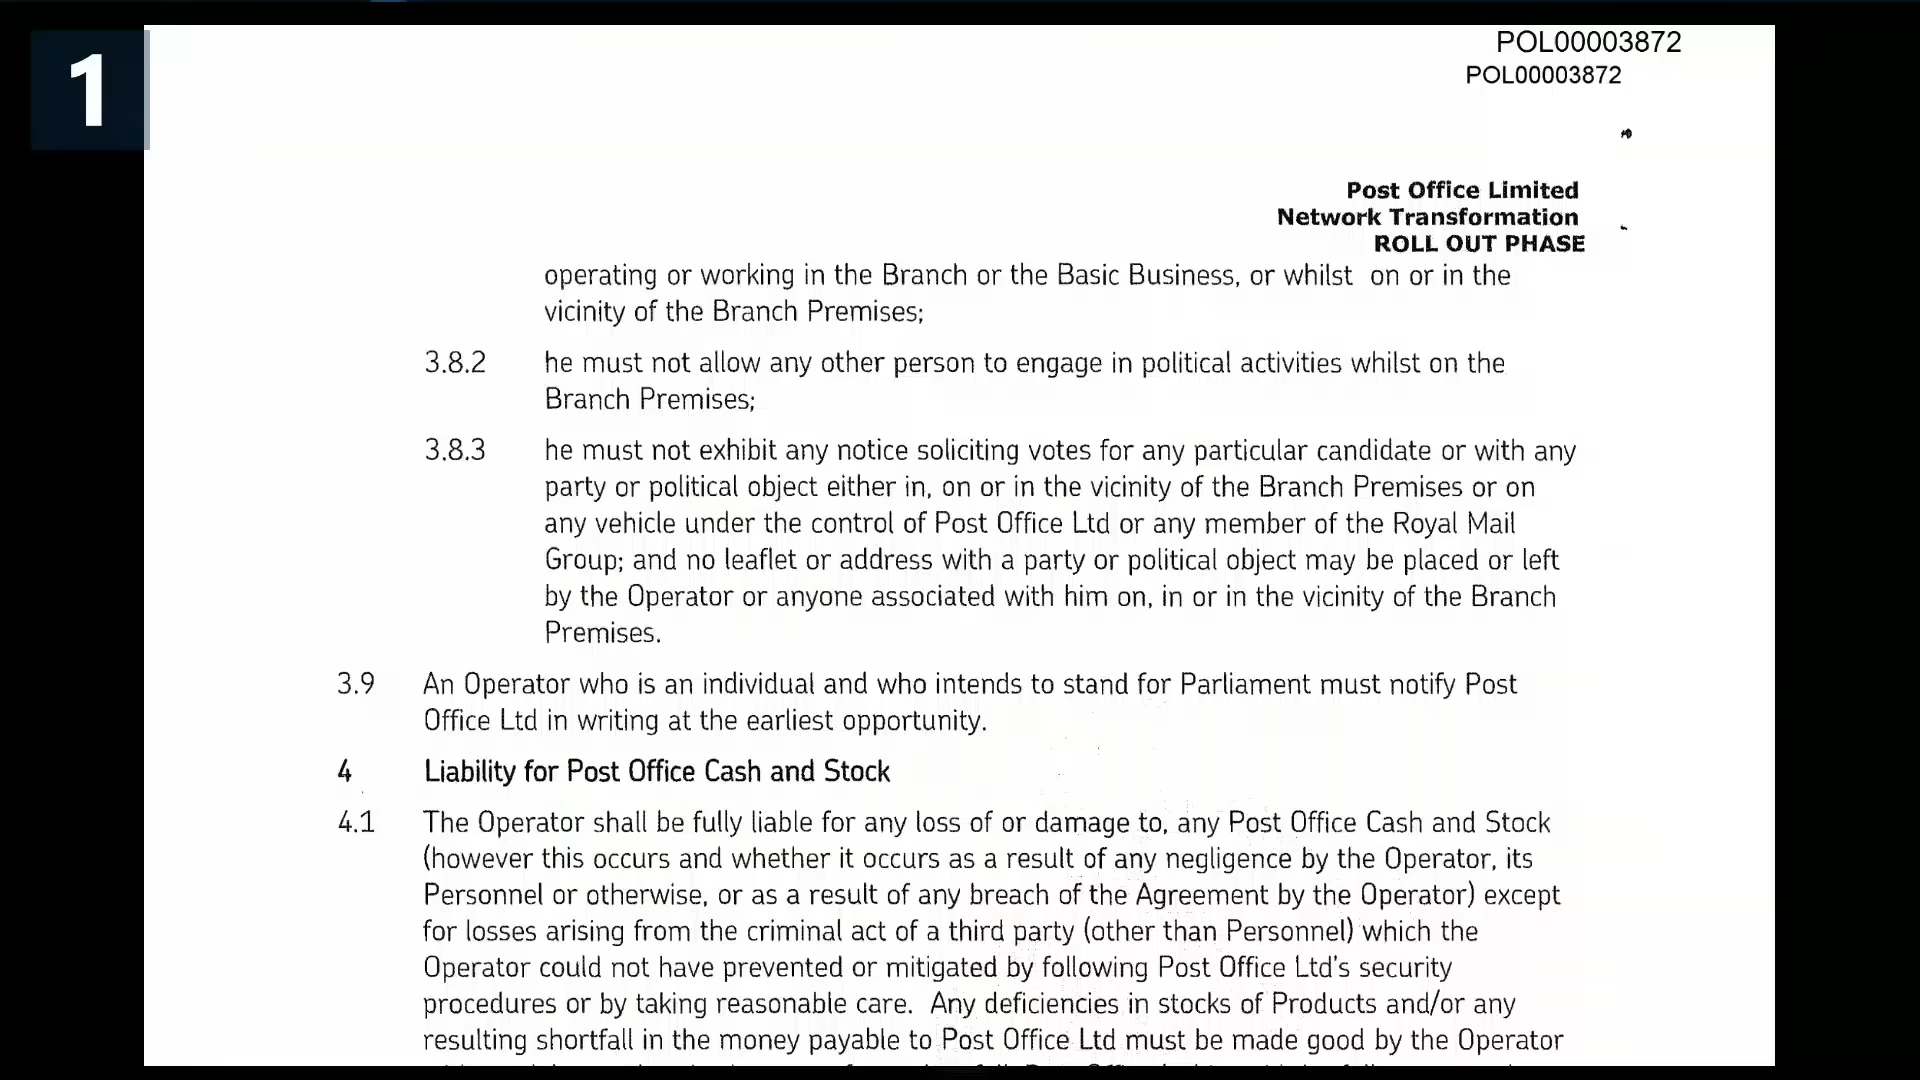 1
POL00003872
POL00003872
Post Office Limited
Network Transformation
ROLL OUT PHASE
operating or working in the Branch or the Basic Business, or whilst on or in the
vicinity of the Branch Premises;
3.8.2 he must not allow any other person to engage in political activities whilst on the
Branch Premises;
3.8.3 he must not exhibit any notice soliciting votes for any particular candidate or with any
party or political object either in, on or in the vicinity of the Branch Premises or on
any vehicle under the control of Post Office Ltd or any member of the Royal Mail
Group; and no leaflet or address with a party or political object may be placed or left
by the Operator or anyone associated with him on, in or in the vicinity of the Branch
Premises.
3.9 An Operator who is an individual and who intends to stand for Parliament must notify Post
Office Ltd in writing at the earliest opportunity.
4 Liability for Post Office Cash and Stock
4.1 The Operator shall be fully liable for any loss of or damage to, any Post Office Cash and Stock
(however this occurs and whether it occurs as a result of any negligence by the Operator, its
Personnel or otherwise, or as a result of any breach of the Agreement by the Operator) except
for losses arising from the criminal act of a third party (other than Personnel) which the
Operator could not have prevented or mitigated by following Post Office Ltd's security
procedures or by taking reasonable care. Any deficiencies in stocks of Products and/or any
resulting shortfall in the money payable to Post Office Ltd must be made good by the Operator